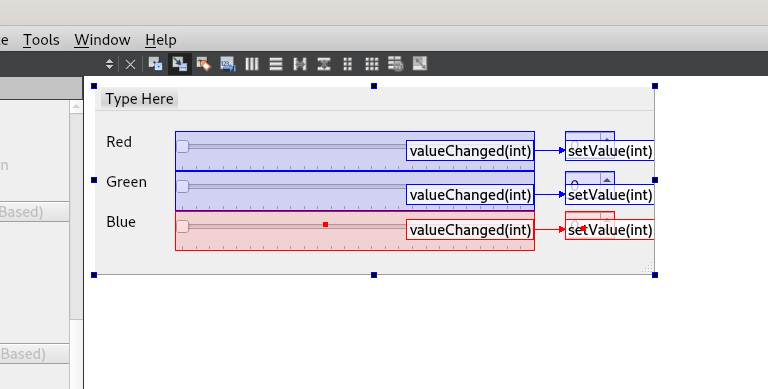 e Tools Window Help
Type Here
Red valueChanged(int) setValue(int)
n
Green valueChanged(int) setValue(int)
Based)
Blue valueChanged(int) setValue(int)
Based)